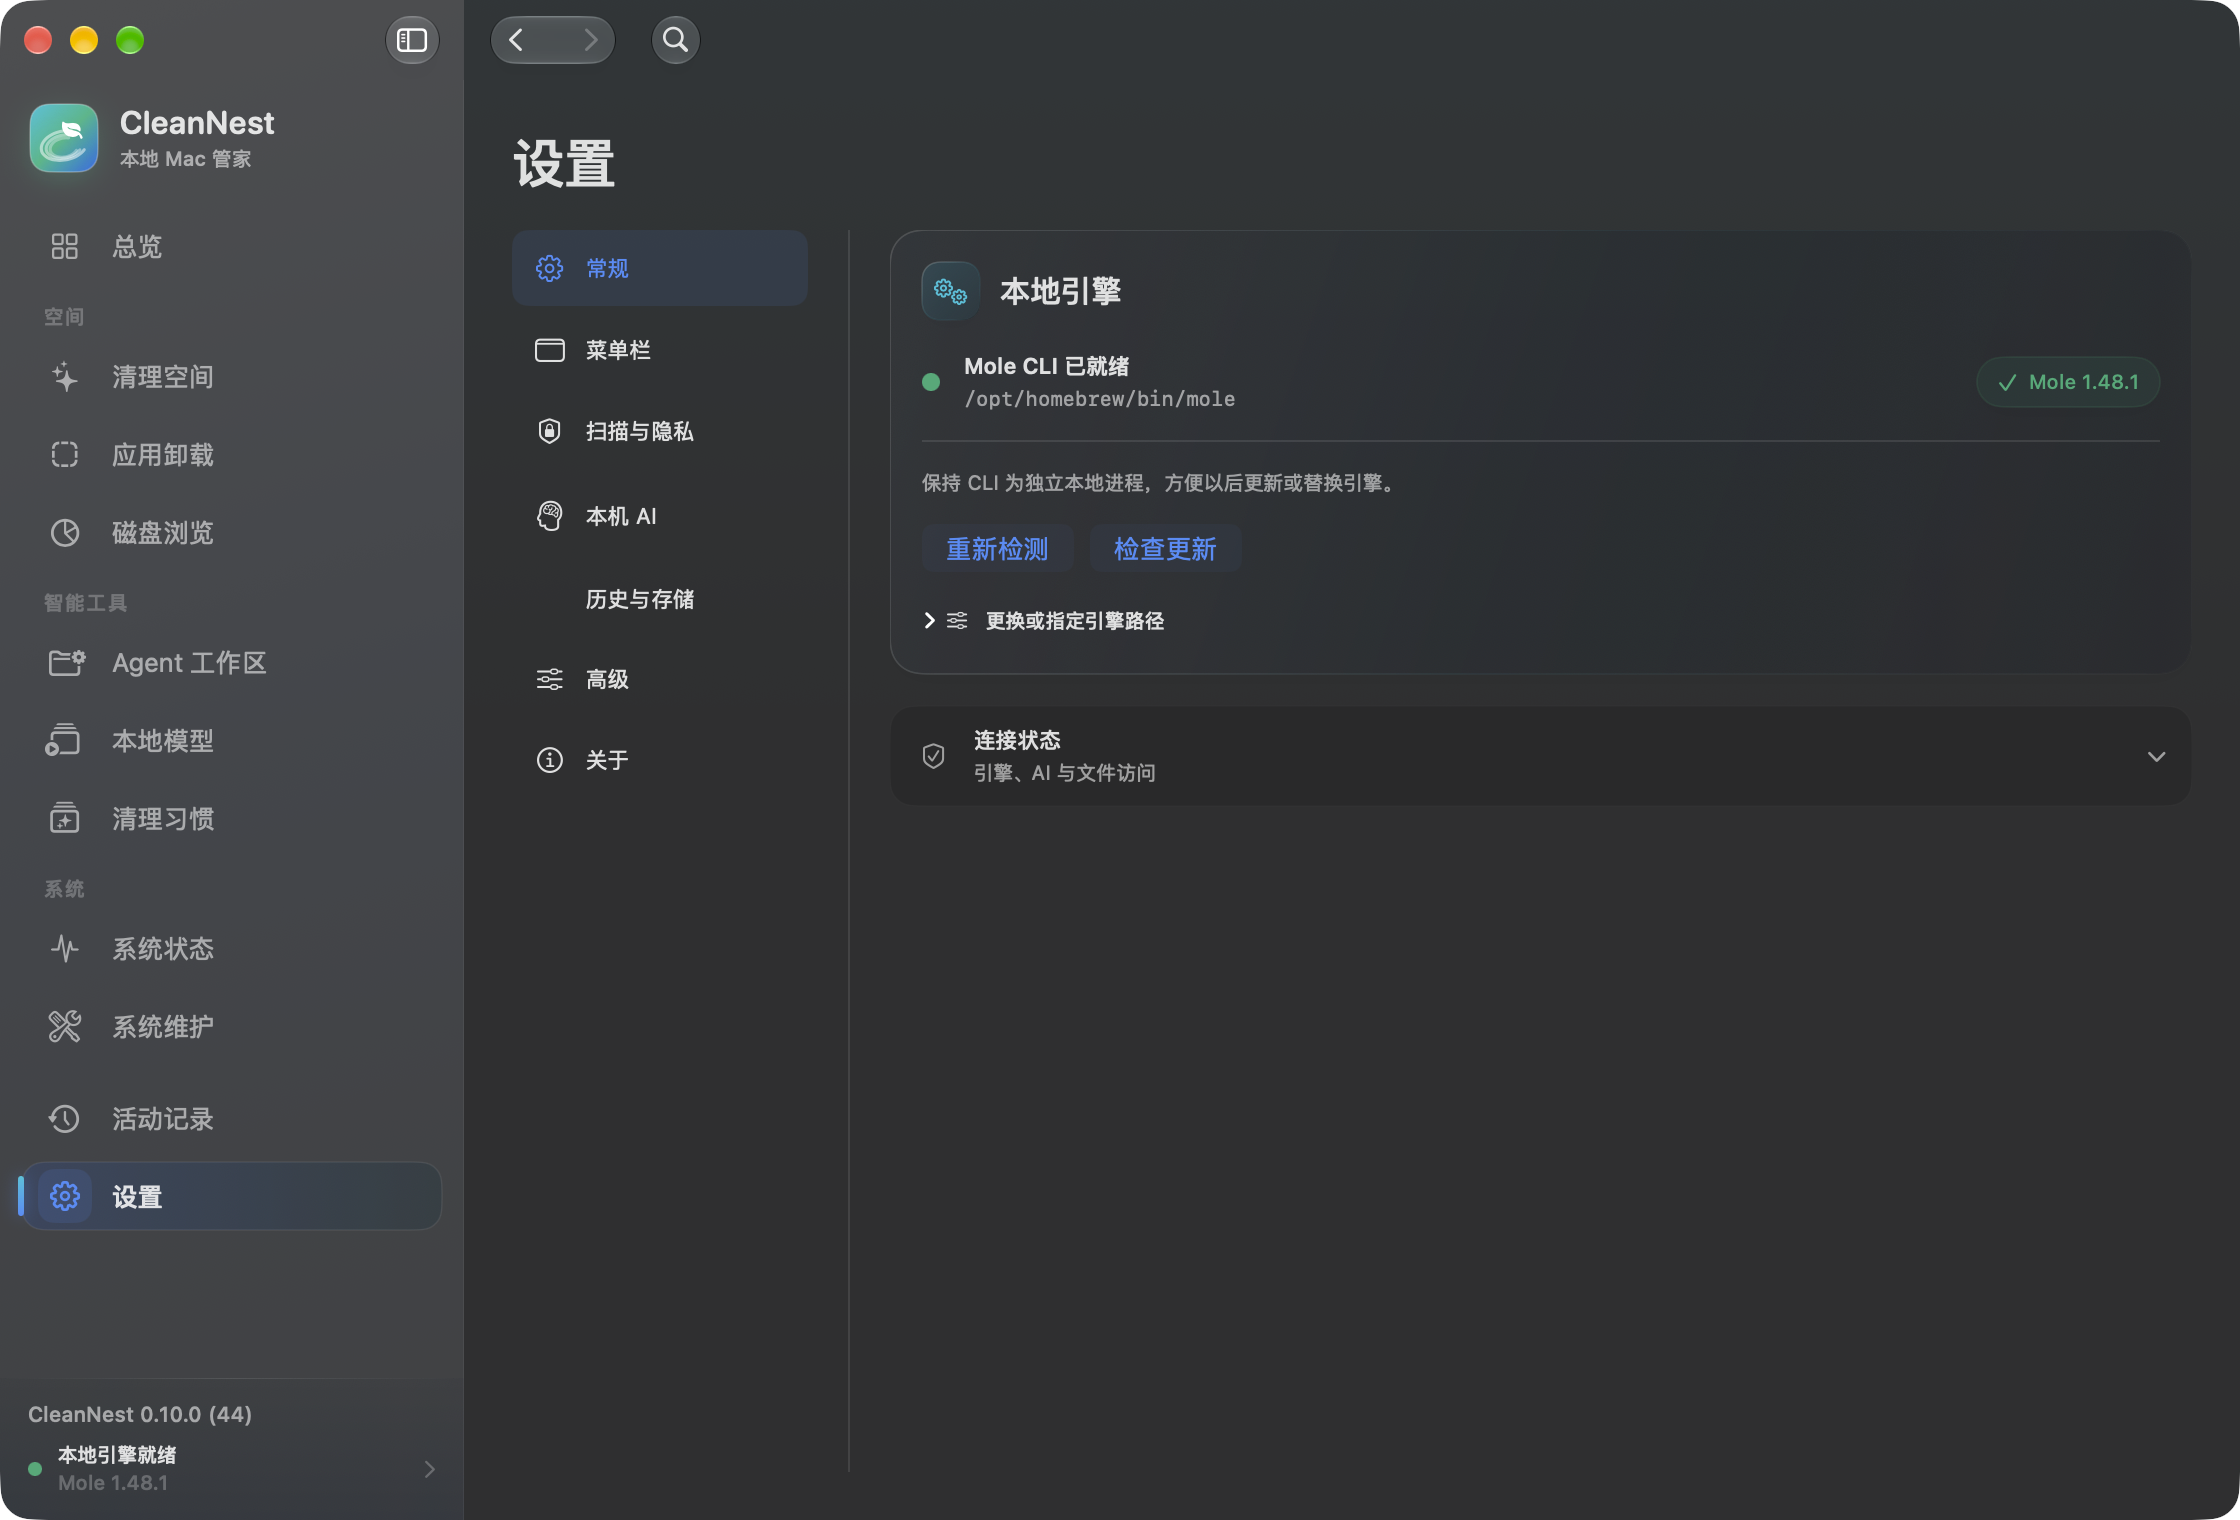 CleanNest
本地 Mac 管家
总览
空间
清理空间
应用卸载
磁盘浏览
智能工具
Agent 工作区
本地模型
清理习惯
系统
系统状态
系统维护
活动记录
设置
CleanNest 0.10.0 (44)
本地引擎就绪
Mole 1.48.1
设置
常规
菜单栏
扫描与隐私
本机 AI
历史与存储
高级
关于
本地引擎
Mole CLI 已就绪
/opt/homebrew/bin/mole
Mole 1.48.1
保持 CLI 为独立本地进程，方便以后更新或替换引擎。
重新检测
检查更新
更换或指定引擎路径
连接状态
引擎、AI 与文件访问